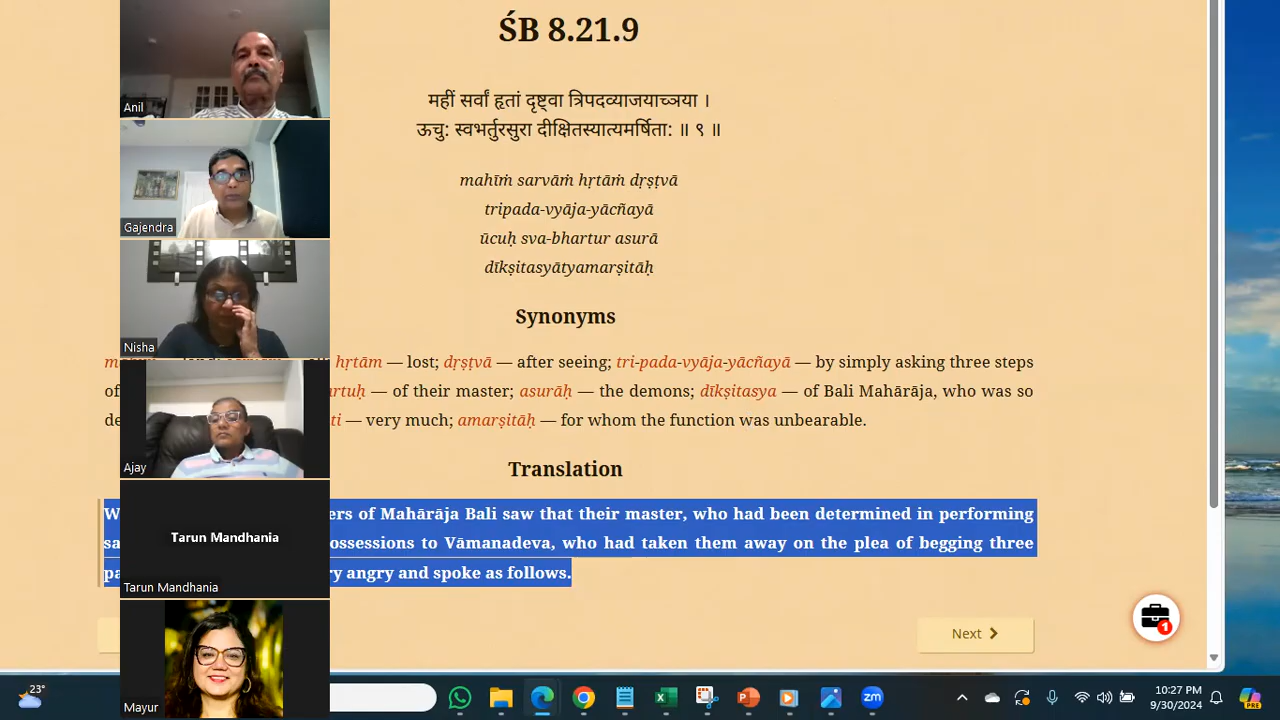 ŚB 8.21.9
महीं सर्वां हृतां दृष्ट्वा त्रिपदव्याजयाच्ञया ।
ऊचु: स्वभर्तुरसुरा दीक्षितस्यात्यमर्षिता: ॥ ९ ॥
mahīṁ sarvāṁ hṛtāṁ dṛṣṭvā
tripada-vyāja-yācñayā
ūcuḥ sva-bhartur asurā
dīkṣitasyātyamarṣitāḥ
Synonyms
hṛtām — lost; dṛṣṭvā — after seeing; tri-pada-vyāja-yācñayā — by simply asking three steps
of — of their master; asurāḥ — the demons; dīkṣitasya — of Bali Mahārāja, who was so
— very much; amarṣitāḥ — for whom the function was unbearable.
Translation
of Mahārāja Bali saw that their master, who had been determined in performing
to Vāmanadeva, who had taken them away on the plea of begging three
angry and spoke as follows.
Next
Anil
Gajendra
Nisha
Ajay
Tarun Mandhania
Tarun Mandhania
Mayur
1
23°
zm
10:27 PM
9/30/2024
PRE